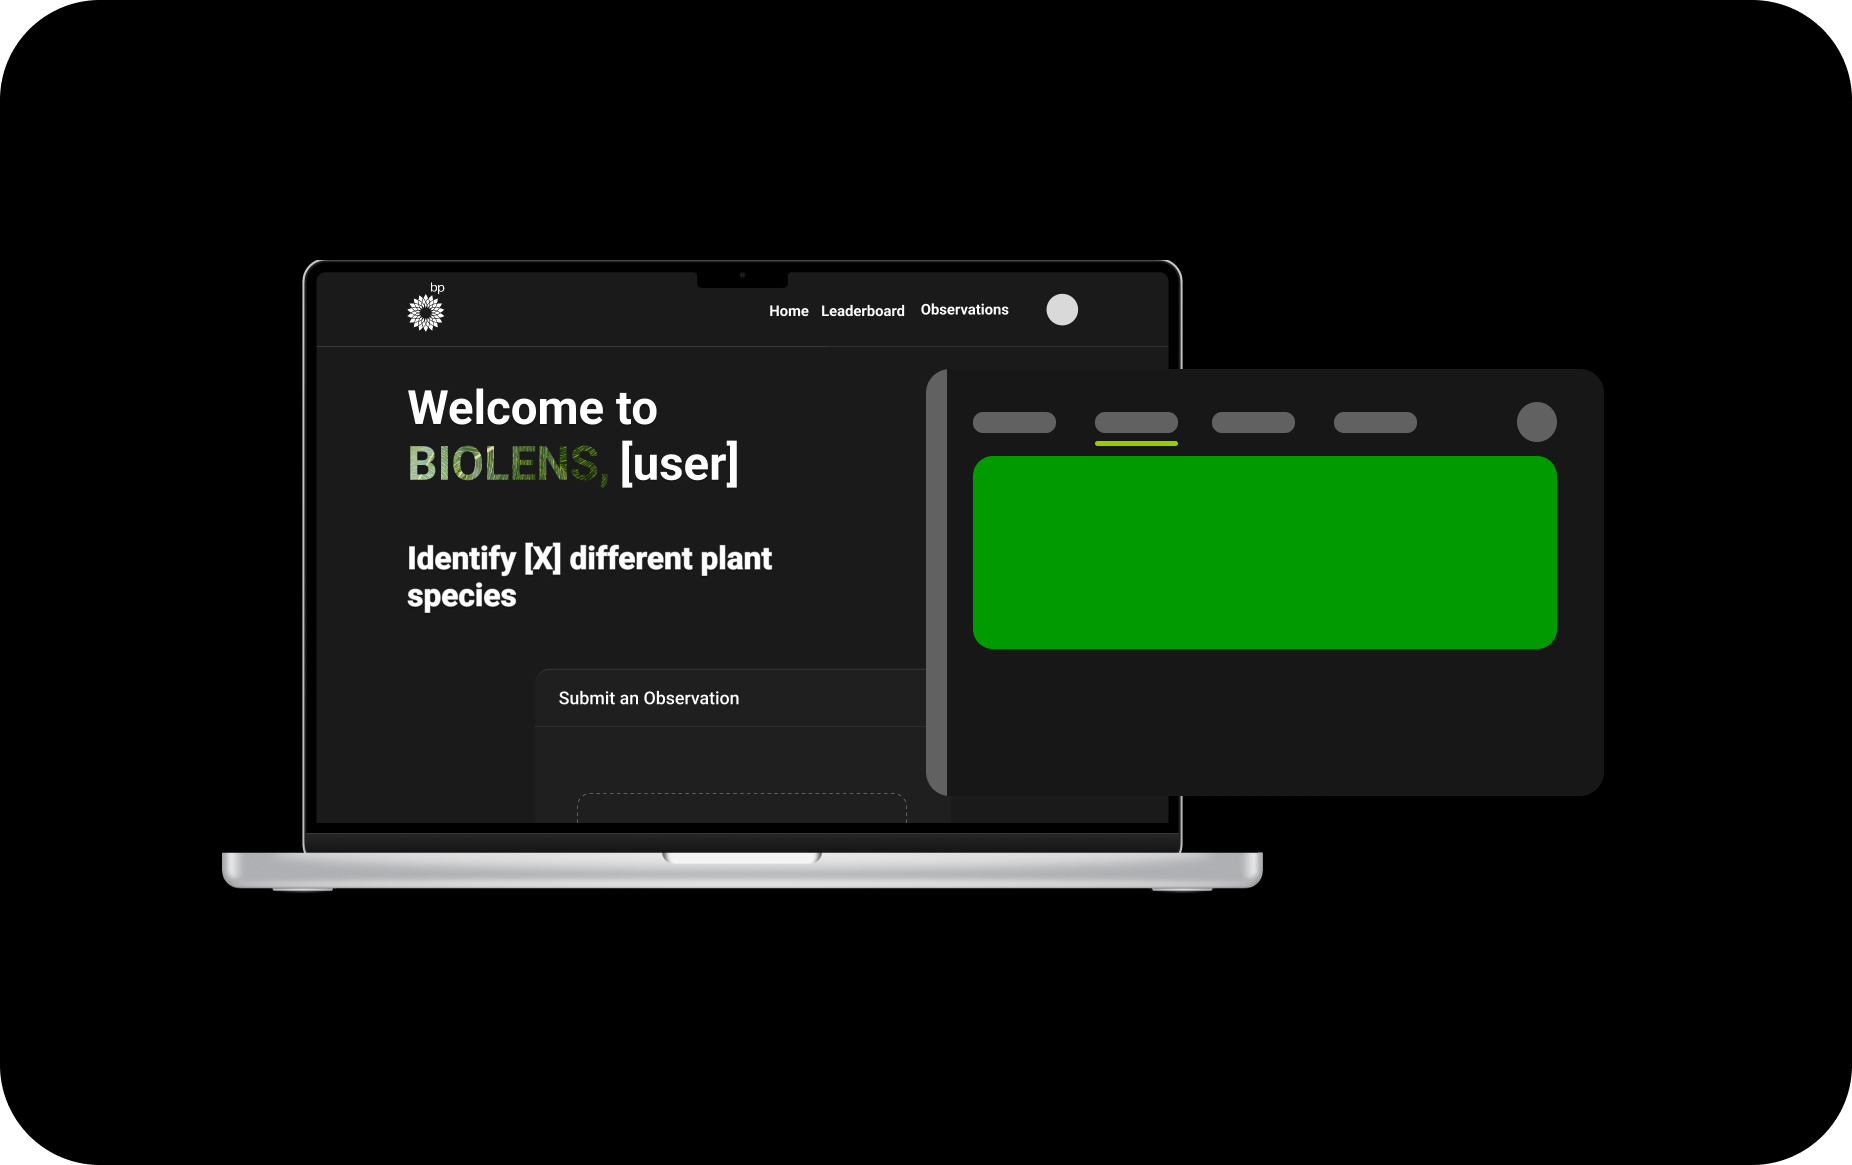 bp
Home Leaderboard Observations
Welcome to
BIOLENS, [user]
Identify [X] different plant
species
Submit an Observation